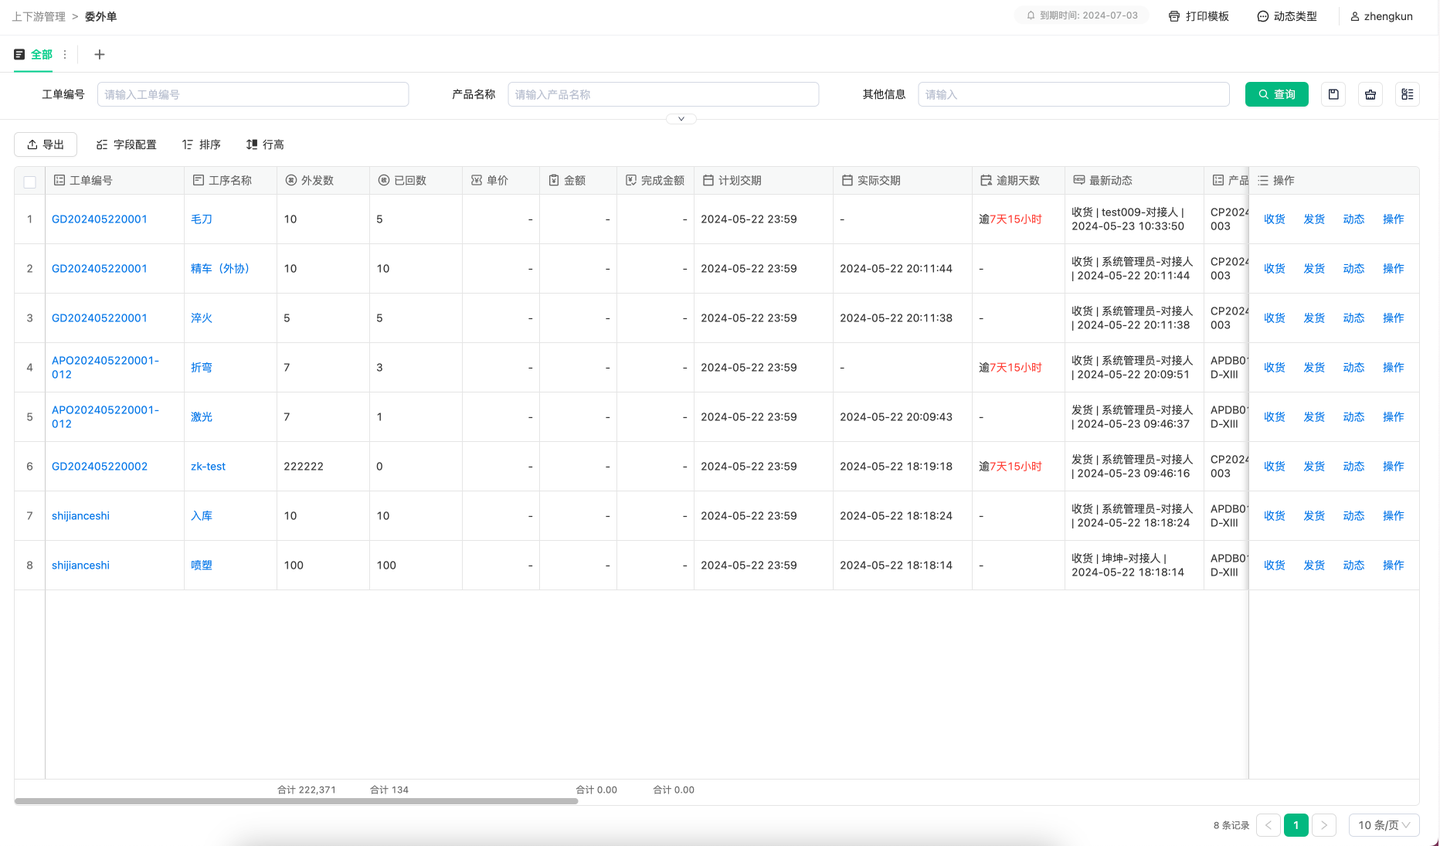 上下游管理 > 委外单
到期时间: 2024-07-03
打印模板
动态类型
zhengkun
全部
工单编号 请输入工单编号
产品名称 请输入产品名称
其他信息 请输入
查询
导出 字段配置 排序 行高
工单编号 工序名称 外发数 已回数 单价 金额 完成金额 计划交期 实际交期 逾期天数 最新动态 产品 操作
1 GD202405220001 毛刀 10 5 - - - 2024-05-22 23:59 - 逾7天15小时 收货 | test009-对接人 | 2024-05-23 10:33:50 CP2024 003 收货 发货 动态 操作
2 GD202405220001 精车（外协） 10 10 - - - 2024-05-22 23:59 2024-05-22 20:11:44 - 收货 | 系统管理员-对接人 | 2024-05-22 20:11:44 CP2024 003 收货 发货 动态 操作
3 GD202405220001 淬火 5 5 - - - 2024-05-22 23:59 2024-05-22 20:11:38 - 收货 | 系统管理员-对接人 | 2024-05-22 20:11:38 CP2024 003 收货 发货 动态 操作
4 APO202405220001-012 折弯 7 3 - - - 2024-05-22 23:59 - 逾7天15小时 收货 | 系统管理员-对接人 | 2024-05-22 20:09:51 APDB01 D-XIII 收货 发货 动态 操作
5 APO202405220001-012 激光 7 1 - - - 2024-05-22 23:59 2024-05-22 20:09:43 - 发货 | 系统管理员-对接人 | 2024-05-23 09:46:37 APDB01 D-XIII 收货 发货 动态 操作
6 GD202405220002 zk-test 222222 0 - - - 2024-05-22 23:59 2024-05-22 18:19:18 逾7天15小时 发货 | 系统管理员-对接人 | 2024-05-23 09:46:16 CP2024 003 收货 发货 动态 操作
7 shijianceshi 入库 10 10 - - - 2024-05-22 23:59 2024-05-22 18:18:24 - 收货 | 系统管理员-对接人 | 2024-05-22 18:18:24 APDB01 D-XIII 收货 发货 动态 操作
8 shijianceshi 喷塑 100 100 - - - 2024-05-22 23:59 2024-05-22 18:18:14 - 收货 | 坤坤-对接人 | 2024-05-22 18:18:14 APDB01 D-XIII 收货 发货 动态 操作
合计 222,371 合计 134 合计 0.00 合计 0.00
8 条记录 1 10 条/页